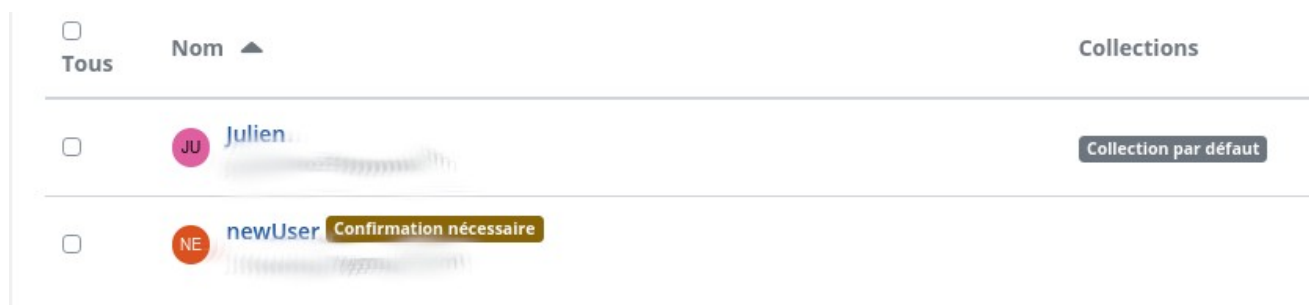 Tous
Nom
Collections
JU
Julien
Collection par défaut
NE
newUser Confirmation nécessaire